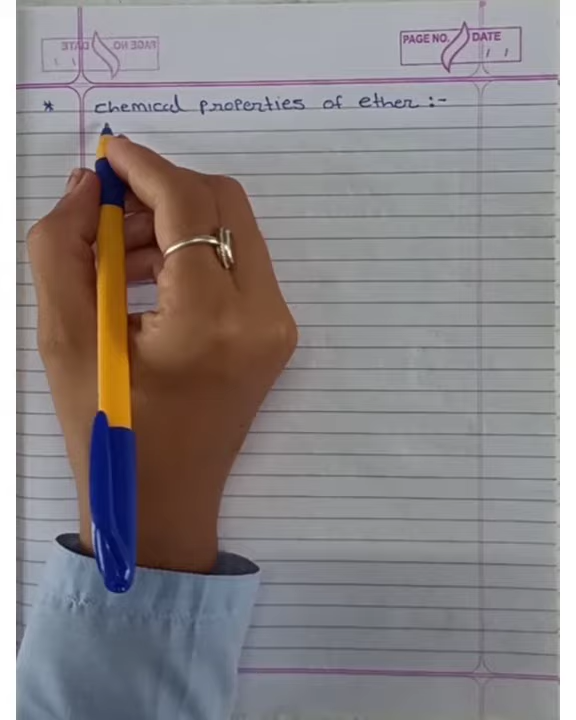 PAGE NO. DATE
* chemical properties of ether :-